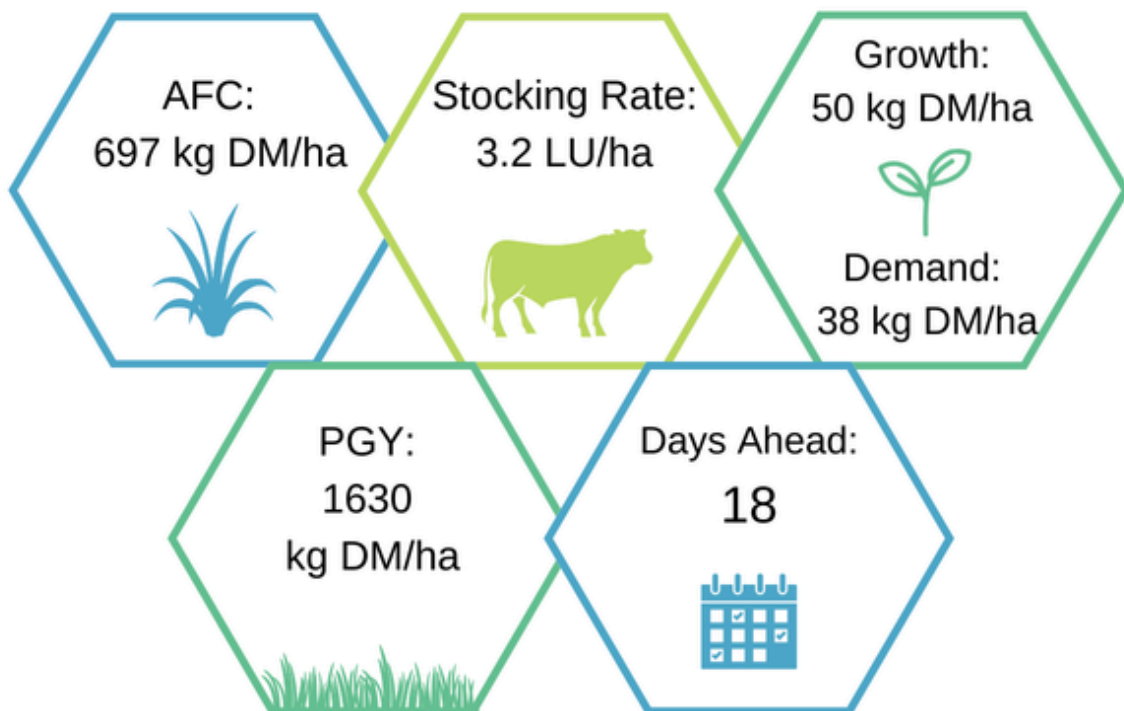 AFC:
697 kg DM/ha
Stocking Rate:
3.2 LU/ha
Growth:
50 kg DM/ha
Demand:
38 kg DM/ha
PGY:
1630
kg DM/ha
Days Ahead:
18